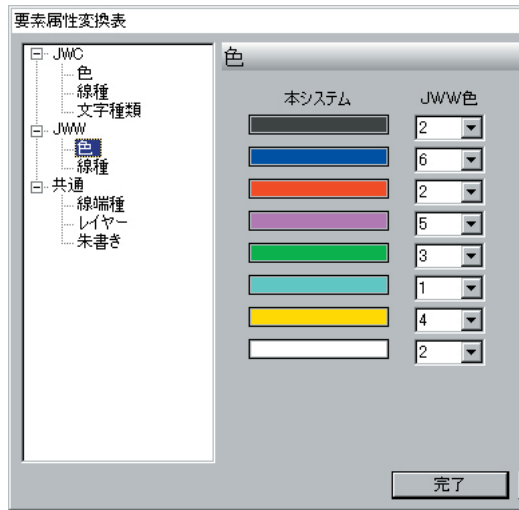 要素属性変換表
JWC
色
線種
文字種類
JWW
色
線種
共通
線端種
レイヤー
朱書き
色
本システム JWW色
2
6
2
5
3
1
4
2
完了